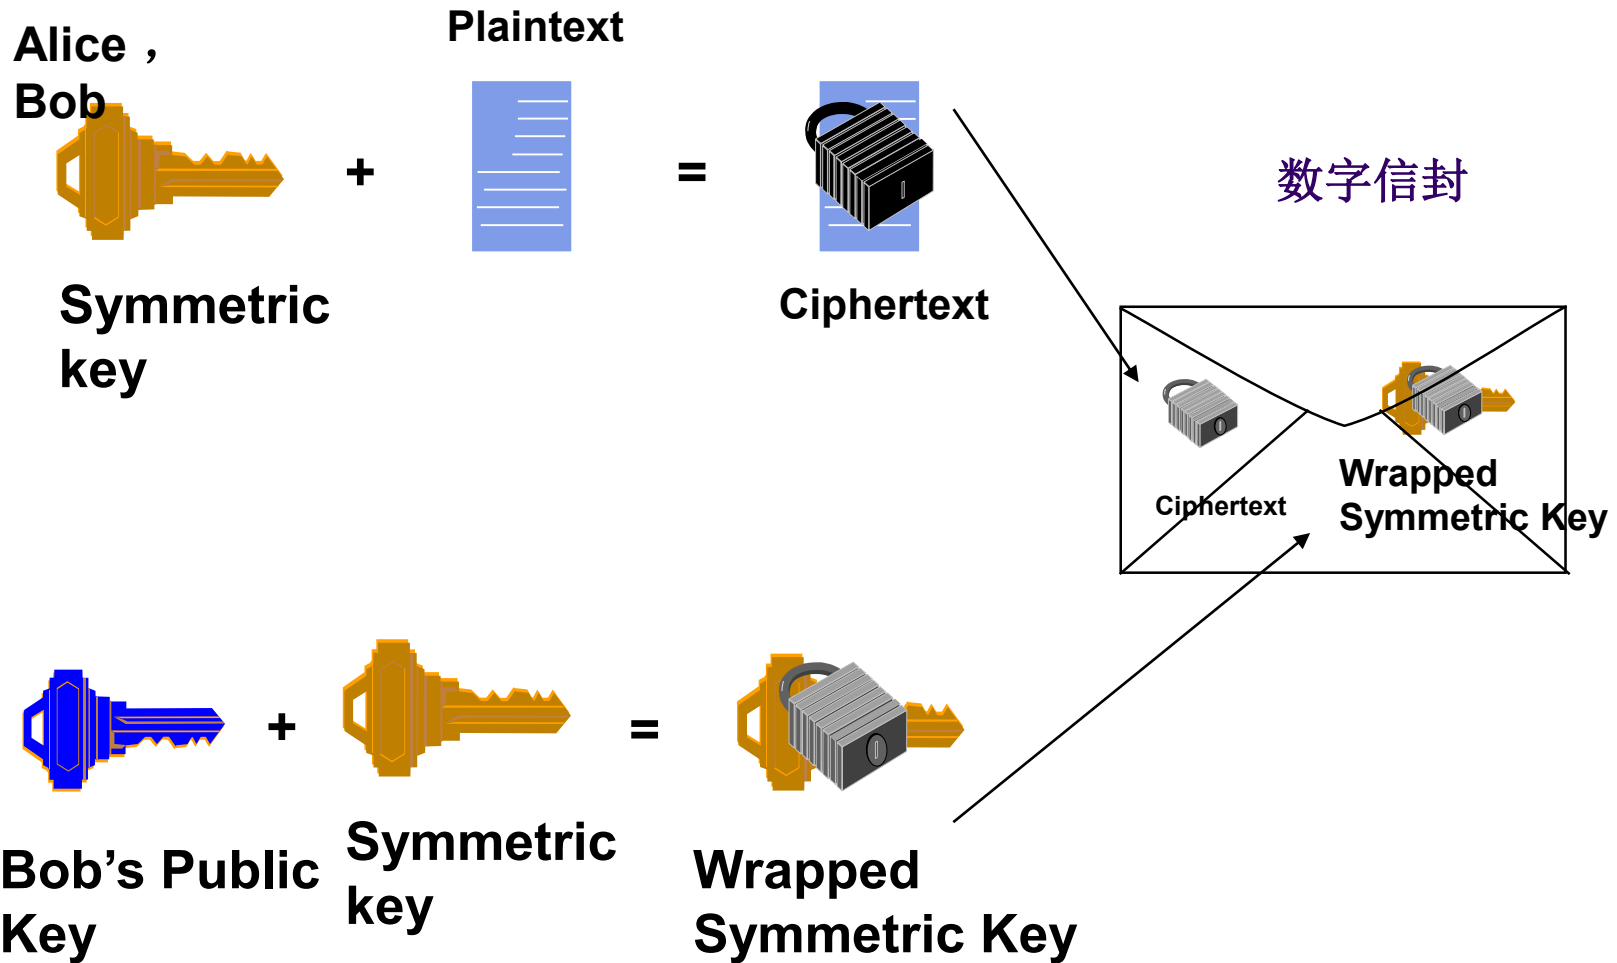 Alice ，
Bob
Plaintext
+
=
数字信封
Symmetric
key
Ciphertext
Ciphertext
Wrapped
Symmetric Key
+
=
Bob’s Public
Key
Symmetric
key
Wrapped
Symmetric Key